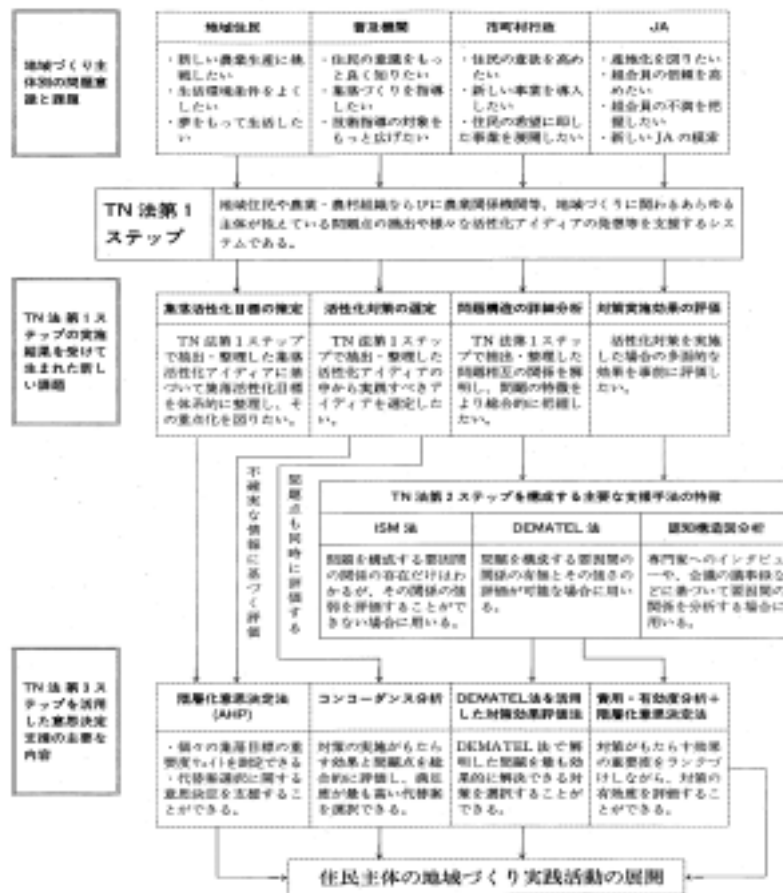 地域づくり主
体別の問題意
識と課題
地域住民
・新しい農業生産に挑
戦したい
・生活環境条件をよく
したい
・夢をもって生活した
い
普及機関
・住民の意識をもっ
と良く知りたい
・集落づくりを指導
したい
・技術指導の対象を
もっと広げたい
市町村行政
・住民の意欲を高め
たい
・新しい事業を導入
したい
・住民の希望に即し
た事業を展開したい
JA
・産地化を図りたい
・組合員の信頼を高
めたい
・組合員の不満を把
握したい
・新しいJAの模索
TN法第1
ステップ
地域住民や農業・農村組織ならびに農業関係機関等、地域づくりに関わるあらゆる
主体が抱えている問題点の摘出や様々な活性化アイディアの発想等を支援するシス
テムである。
TN法第1ス
テップの実施
結果を受けて
生まれた新し
い課題
集落活性化目標の策定
TN法第1ステップ
で摘出・整理した集落
活性化アイディアに基
づいて集落活性化目標
を体系的に整理し、そ
の重点化を図りたい。
活性化対策の選定
TN法第1ステッ
プで摘出・整理した
活性化アイディアの
中から実践すべきア
イディアを選定した
い。
問題構造の詳細分析
TN法第1ステップ
で摘出・整理した
問題相互の関係を解
明し、問題の特徴を
より総合的に把握し
たい。
対策実施効果の評価
活性化対策を実施
した場合の多面的な
効果を事前に評価し
たい。
不確実な情報に基づく評価
問題点も同時に評価する
TN法第2ステップを構成する主要な支援手法の特徴
ISM法
問題を構成する要因間
の関係の存在だけはわ
かるが、その関係の強
弱を評価することがで
きない場合に用いる。
DEMATEL法
問題を構成する要因間の
関係の有無とその強さの
評価が可能な場合に用い
る。
認知構造図分析
専門家へのインタビュ
ーや、会議の議事録な
どに基づいて要因間の
関係を分析する場合に
用いる。
TN法第3ス
テップを活用
した意思決定
支援の主要な
内容
階層化意思決定法
(AHP)
・個々の集落目標の重
要度ウェイトを測定できる
・代替案選択に関する
意思決定を支援するこ
とができる。
コンコーダンス分析
対策の実施がもたら
す効果と問題点を総
合的に評価し、満足
度が最も高い代替案
を選択できる。
DEMATEL法を活用
した対策効果評価法
DEMATEL法で解
明した問題を最も効
果的に解決できる対
策を選択することが
できる。
費用・有効度分析+
階層化意思決定法
対策がもたらす効果
の重要度をランクづ
けしながら、対策の
有効度を評価するこ
とができる。
住民主体の地域づくり実践活動の展開